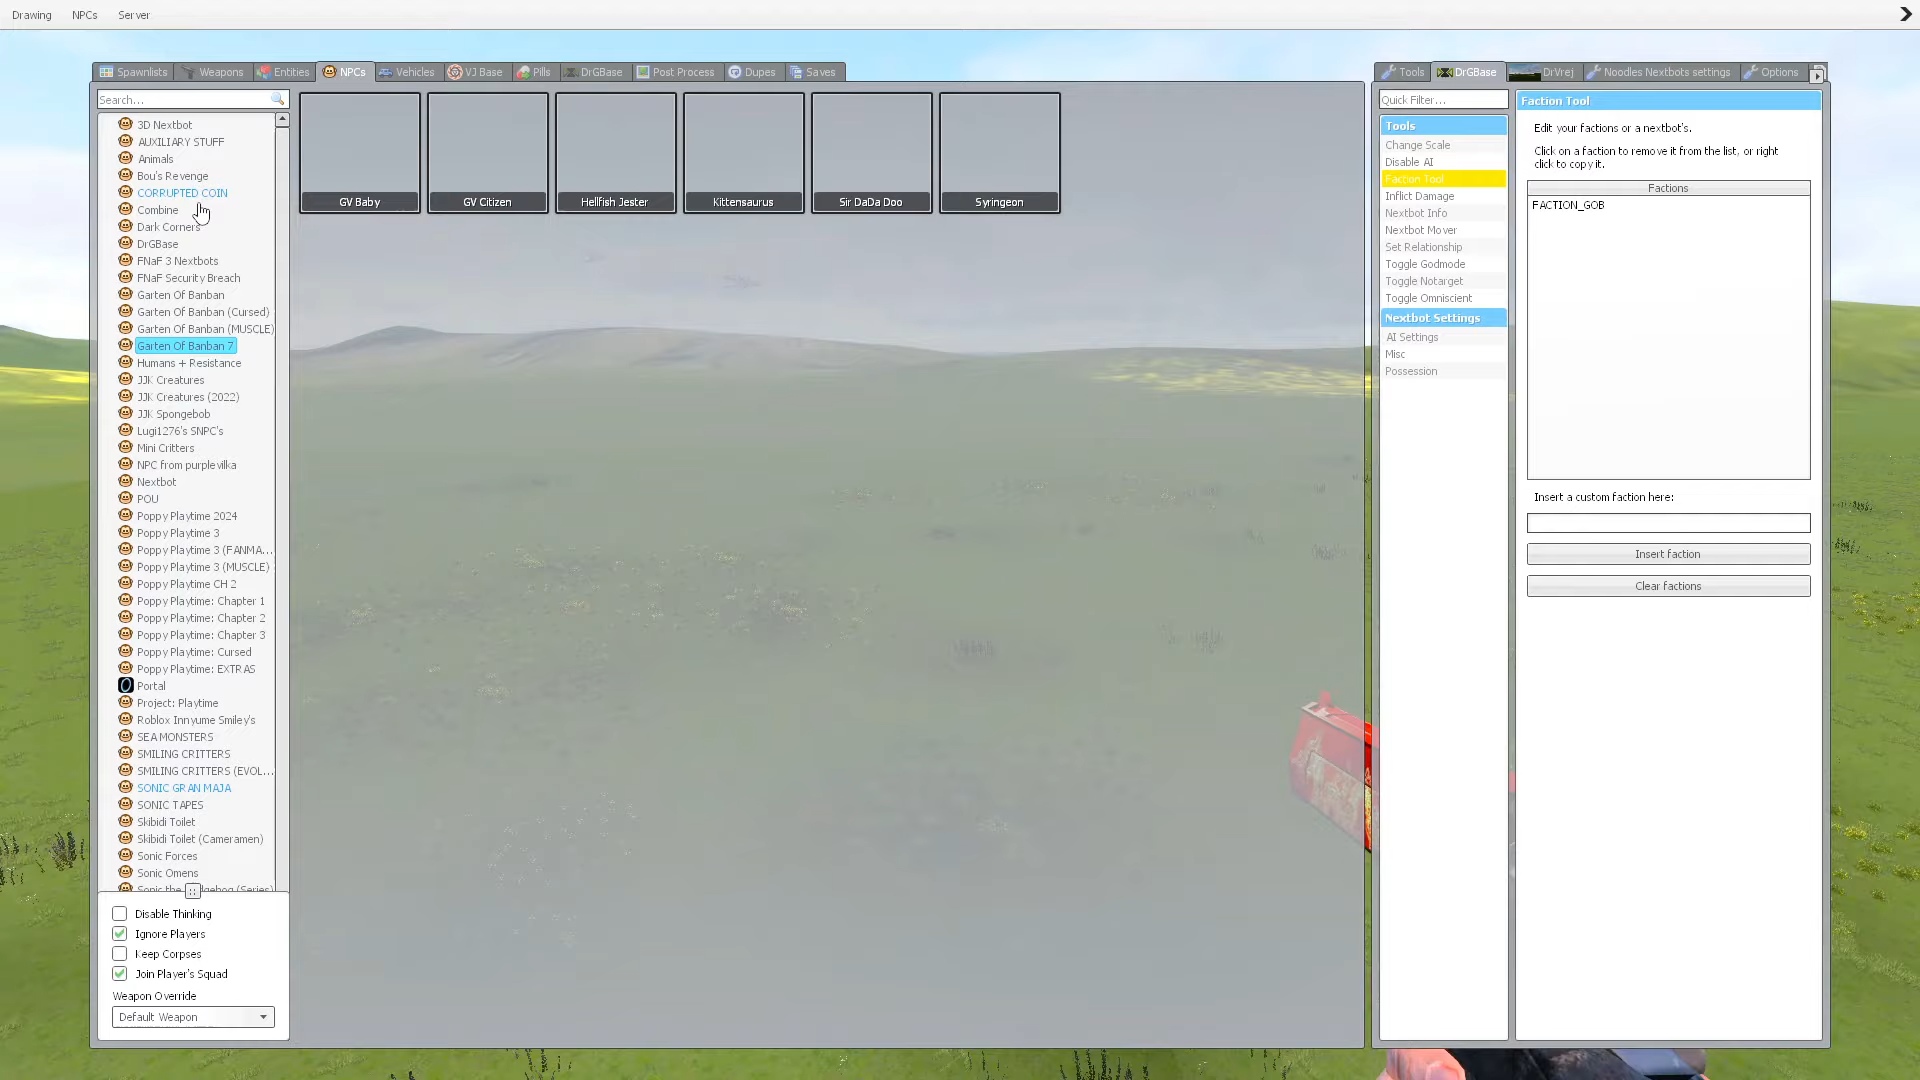 Drawing NPCs Server
Spawnlists Weapons Entities NPCs Vehicles VJ Base Pills DrGBase Post Process Dupes Saves
Search...
3D Nextbot
AUXILIARY STUFF
Animals
Bou's Revenge
CORRUPTED COIN
Combine
Dark Corners
DrGBase
FNaF 3 Nextbots
FNaF Security Breach
Garten Of Banban
Garten Of Banban (Cursed)
Garten Of Banban (MUSCLE)
Garten Of Banban 7
Humans + Resistance
JJK Creatures
JJK Creatures (2022)
JJK Spongebob
Lugi1276's SNPC's
Mini Critters
NPC from purplevilka
Nextbot
POU
Poppy Playtime 2024
Poppy Playtime 3
Poppy Playtime 3 (FANMA...
Poppy Playtime 3 (MUSCLE)
Poppy Playtime CH 2
Poppy Playtime: Chapter 1
Poppy Playtime: Chapter 2
Poppy Playtime: Chapter 3
Poppy Playtime: Cursed
Poppy Playtime: EXTRAS
Portal
Project: Playtime
Roblox Innyume Smiley's
SEA MONSTERS
SMILING CRITTERS
SMILING CRITTERS (EVOL...
SONIC GRAN MAJA
SONIC TAPES
Skibidi Toilet
Skibidi Toilet (Cameramen)
Sonic Forces
Sonic Omens
Disable Thinking
Ignore Players
Keep Corpses
Join Player's Squad
Weapon Override
Default Weapon
GV Baby GV Citizen Hellfish Jester Kittensaurus Sir DaDa Doo Syringeon
Tools DrGBase DrVrej Noodles Nextbots settings Options
Quick Filter...
Tools
Change Scale
Disable AI
Faction Tool
Inflict Damage
Nextbot Info
Nextbot Mover
Set Relationship
Toggle Godmode
Toggle Notarget
Toggle Omniscient
Nextbot Settings
AI Settings
Misc
Possession
Faction Tool
Edit your factions or a nextbot's.
Click on a faction to remove it from the list, or right
click to copy it.
Factions
FACTION_GOB
Insert a custom faction here:
Insert faction
Clear factions